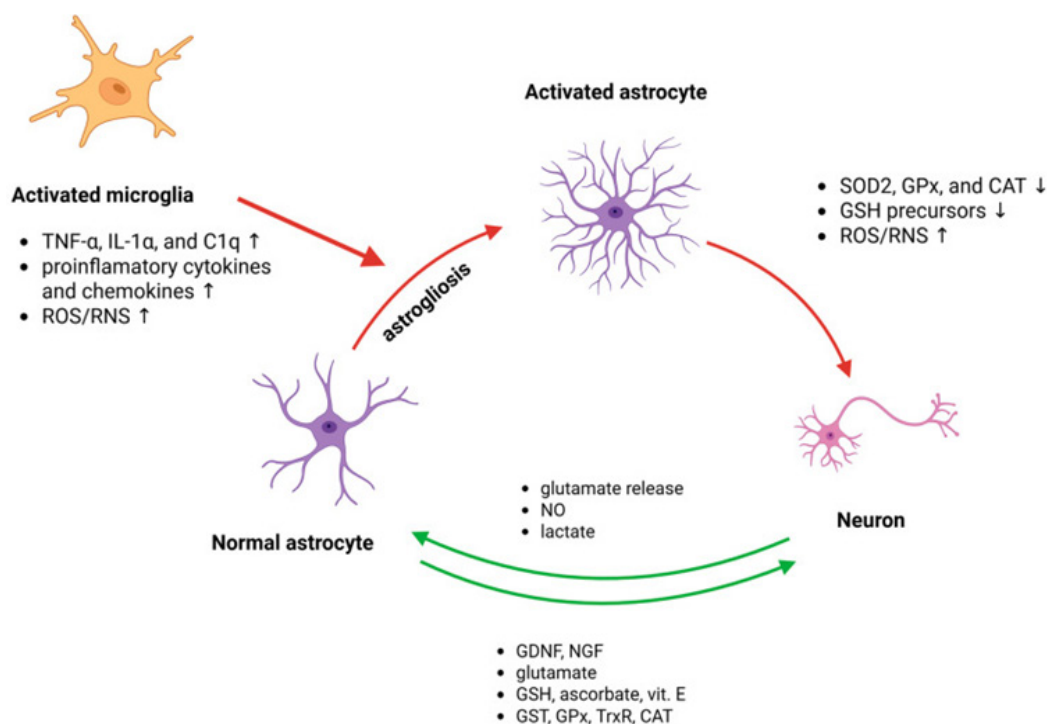 Activated astrocyte
Activated microglia
• TNF-α, IL-1α, and C1q ↑
• proinflamatory cytokines
and chemokines ↑
• ROS/RNS ↑
astrogliosis
• SOD2, GPx, and CAT ↓
• GSH precursors ↓
• ROS/RNS ↑
Normal astrocyte
• glutamate release
• NO
• lactate
Neuron
• GDNF, NGF
• glutamate
• GSH, ascorbate, vit. E
• GST, GPx, TrxR, CAT